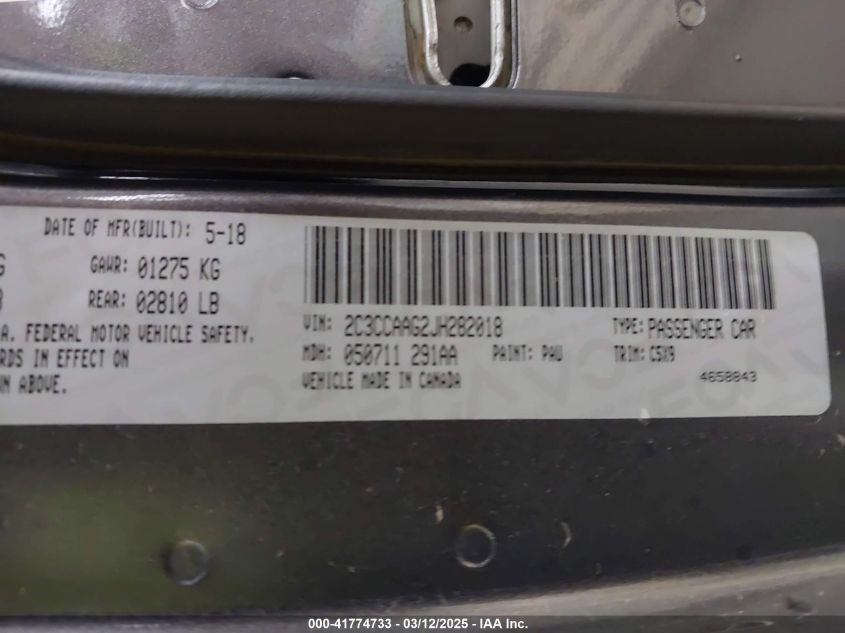 DATE OF MFR(BUILT): 5-18
G GAWR: 01275 KG
REAR: 02810 LB
A. FEDERAL MOTOR VEHICLE SAFETY.
RDS IN EFFECT ON
N ABOVE.
VIN: 2C3CCAAG2JH282018 TYPE: PASSENGER CAR
MDH: 050711 291AA PAINT: PAU TRIM: C5X9
VEHICLE MADE IN CANADA 4658843
000-41774733 - 03/12/2025 - IAA Inc.